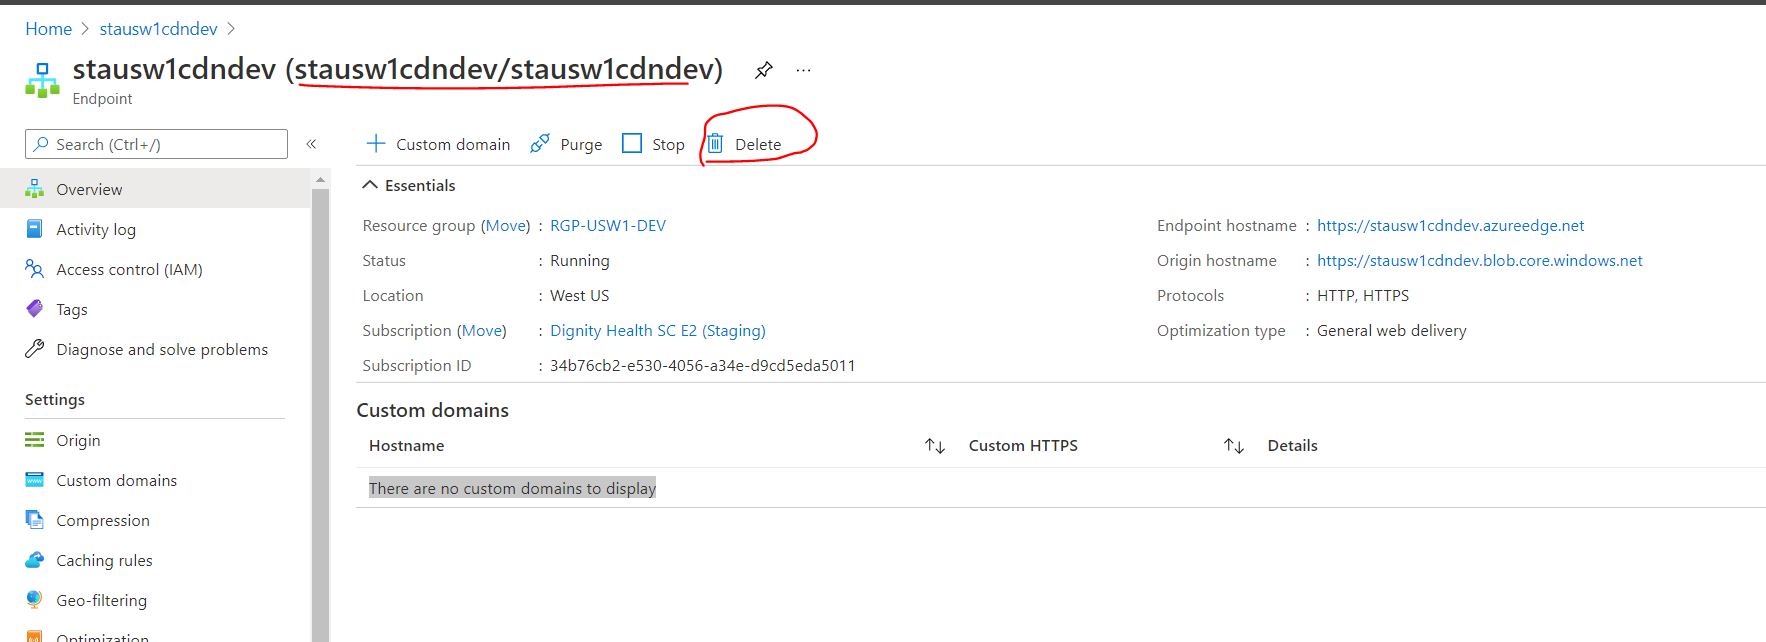 Home > stausw1cdndev >
stausw1cdndev (stausw1cdndev/stausw1cdndev) ...
Endpoint
Search (Ctrl+/) «
+ Custom domain Purge Stop Delete
Overview
Activity log
Access control (IAM)
Tags
Diagnose and solve problems
Settings
Origin
Custom domains
Compression
Caching rules
Geo-filtering
Optimization
Essentials
Resource group (Move) : RGP-USW1-DEV
Status : Running
Location : West US
Subscription (Move) : Dignity Health SC E2 (Staging)
Subscription ID : 34b76cb2-e530-4056-a34e-d9cd5eda5011
Endpoint hostname : https://stausw1cdndev.azureedge.net
Origin hostname : https://stausw1cdndev.blob.core.windows.net
Protocols : HTTP, HTTPS
Optimization type : General web delivery
Custom domains
Hostname Custom HTTPS Details
There are no custom domains to display